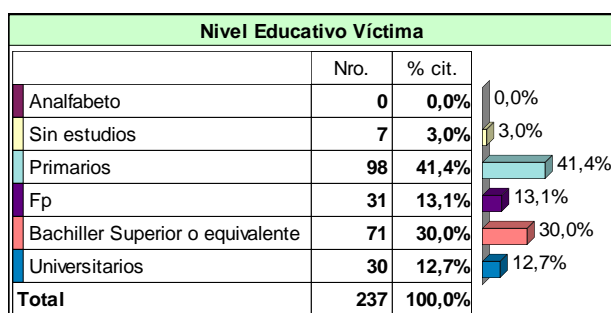 Nivel Educativo Víctima
Nro. % cit.
Analfabeto 0 0,0% 0,0%
Sin estudios 7 3,0% 3,0%
Primarios 98 41,4% 41,4%
Fp 31 13,1% 13,1%
Bachiller Superior o equivalente 71 30,0% 30,0%
Universitarios 30 12,7% 12,7%
Total 237 100,0%